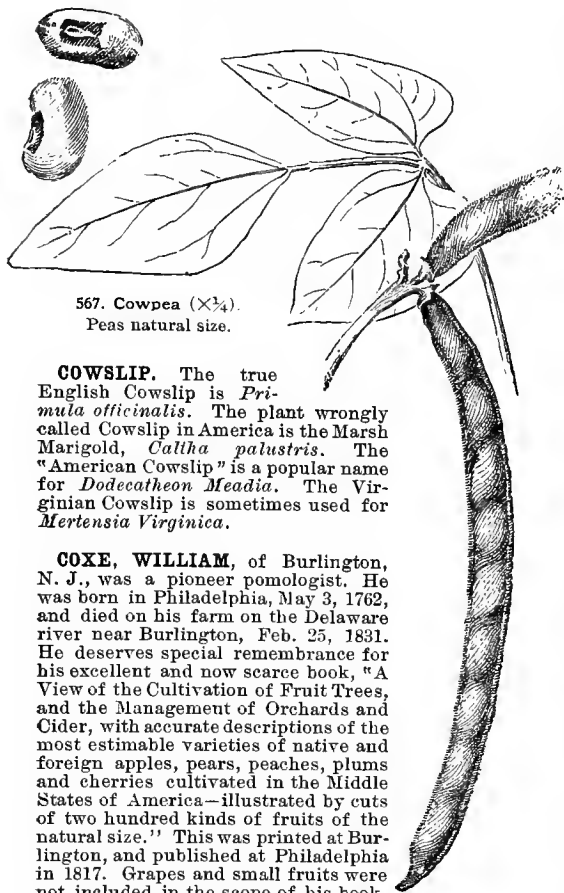 567. Cowpea (×¼).
Peas natural size.
COWSLIP. The true
English Cowslip is Pri-
mula officinalis. The plant wrongly
called Cowslip in America is the Marsh
Marigold, Caltha palustris. The
"American Cowslip" is a popular name
for Dodecatheon Meadia. The Vir-
ginian Cowslip is sometimes used for
Mertensia Virginica.
COXE, WILLIAM, of Burlington,
N. J., was a pioneer pomologist. He
was born in Philadelphia, May 3, 1762,
and died on his farm on the Delaware
river near Burlington, Feb. 25, 1831.
He deserves special remembrance for
his excellent and now scarce book, "A
View of the Cultivation of Fruit Trees,
and the Management of Orchards and
Cider, with accurate descriptions of the
most estimable varieties of native and
foreign apples, pears, peaches, plums
and cherries cultivated in the Middle
States of America—illustrated by cuts
of two hundred kinds of fruits of the
natural size." This was printed at Bur-
lington, and published at Philadelphia
in 1817. Grapes and small fruits were
not included in the scope of his book.